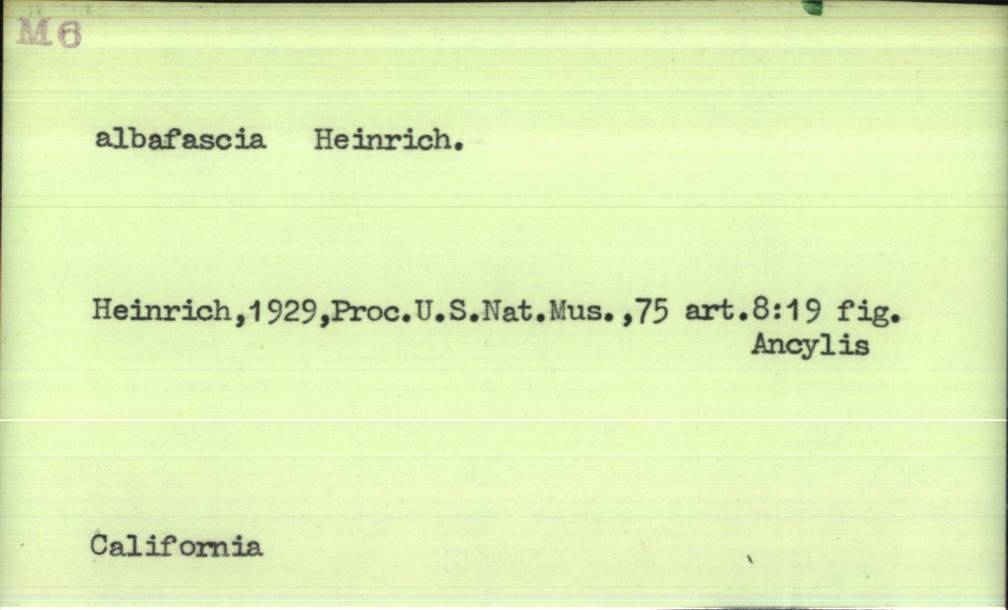 M6
albafascia Heinrich.
Heinrich,1929,Proc.U.S.Nat.Mus.,75 art.8:19 fig.
Ancylis
California